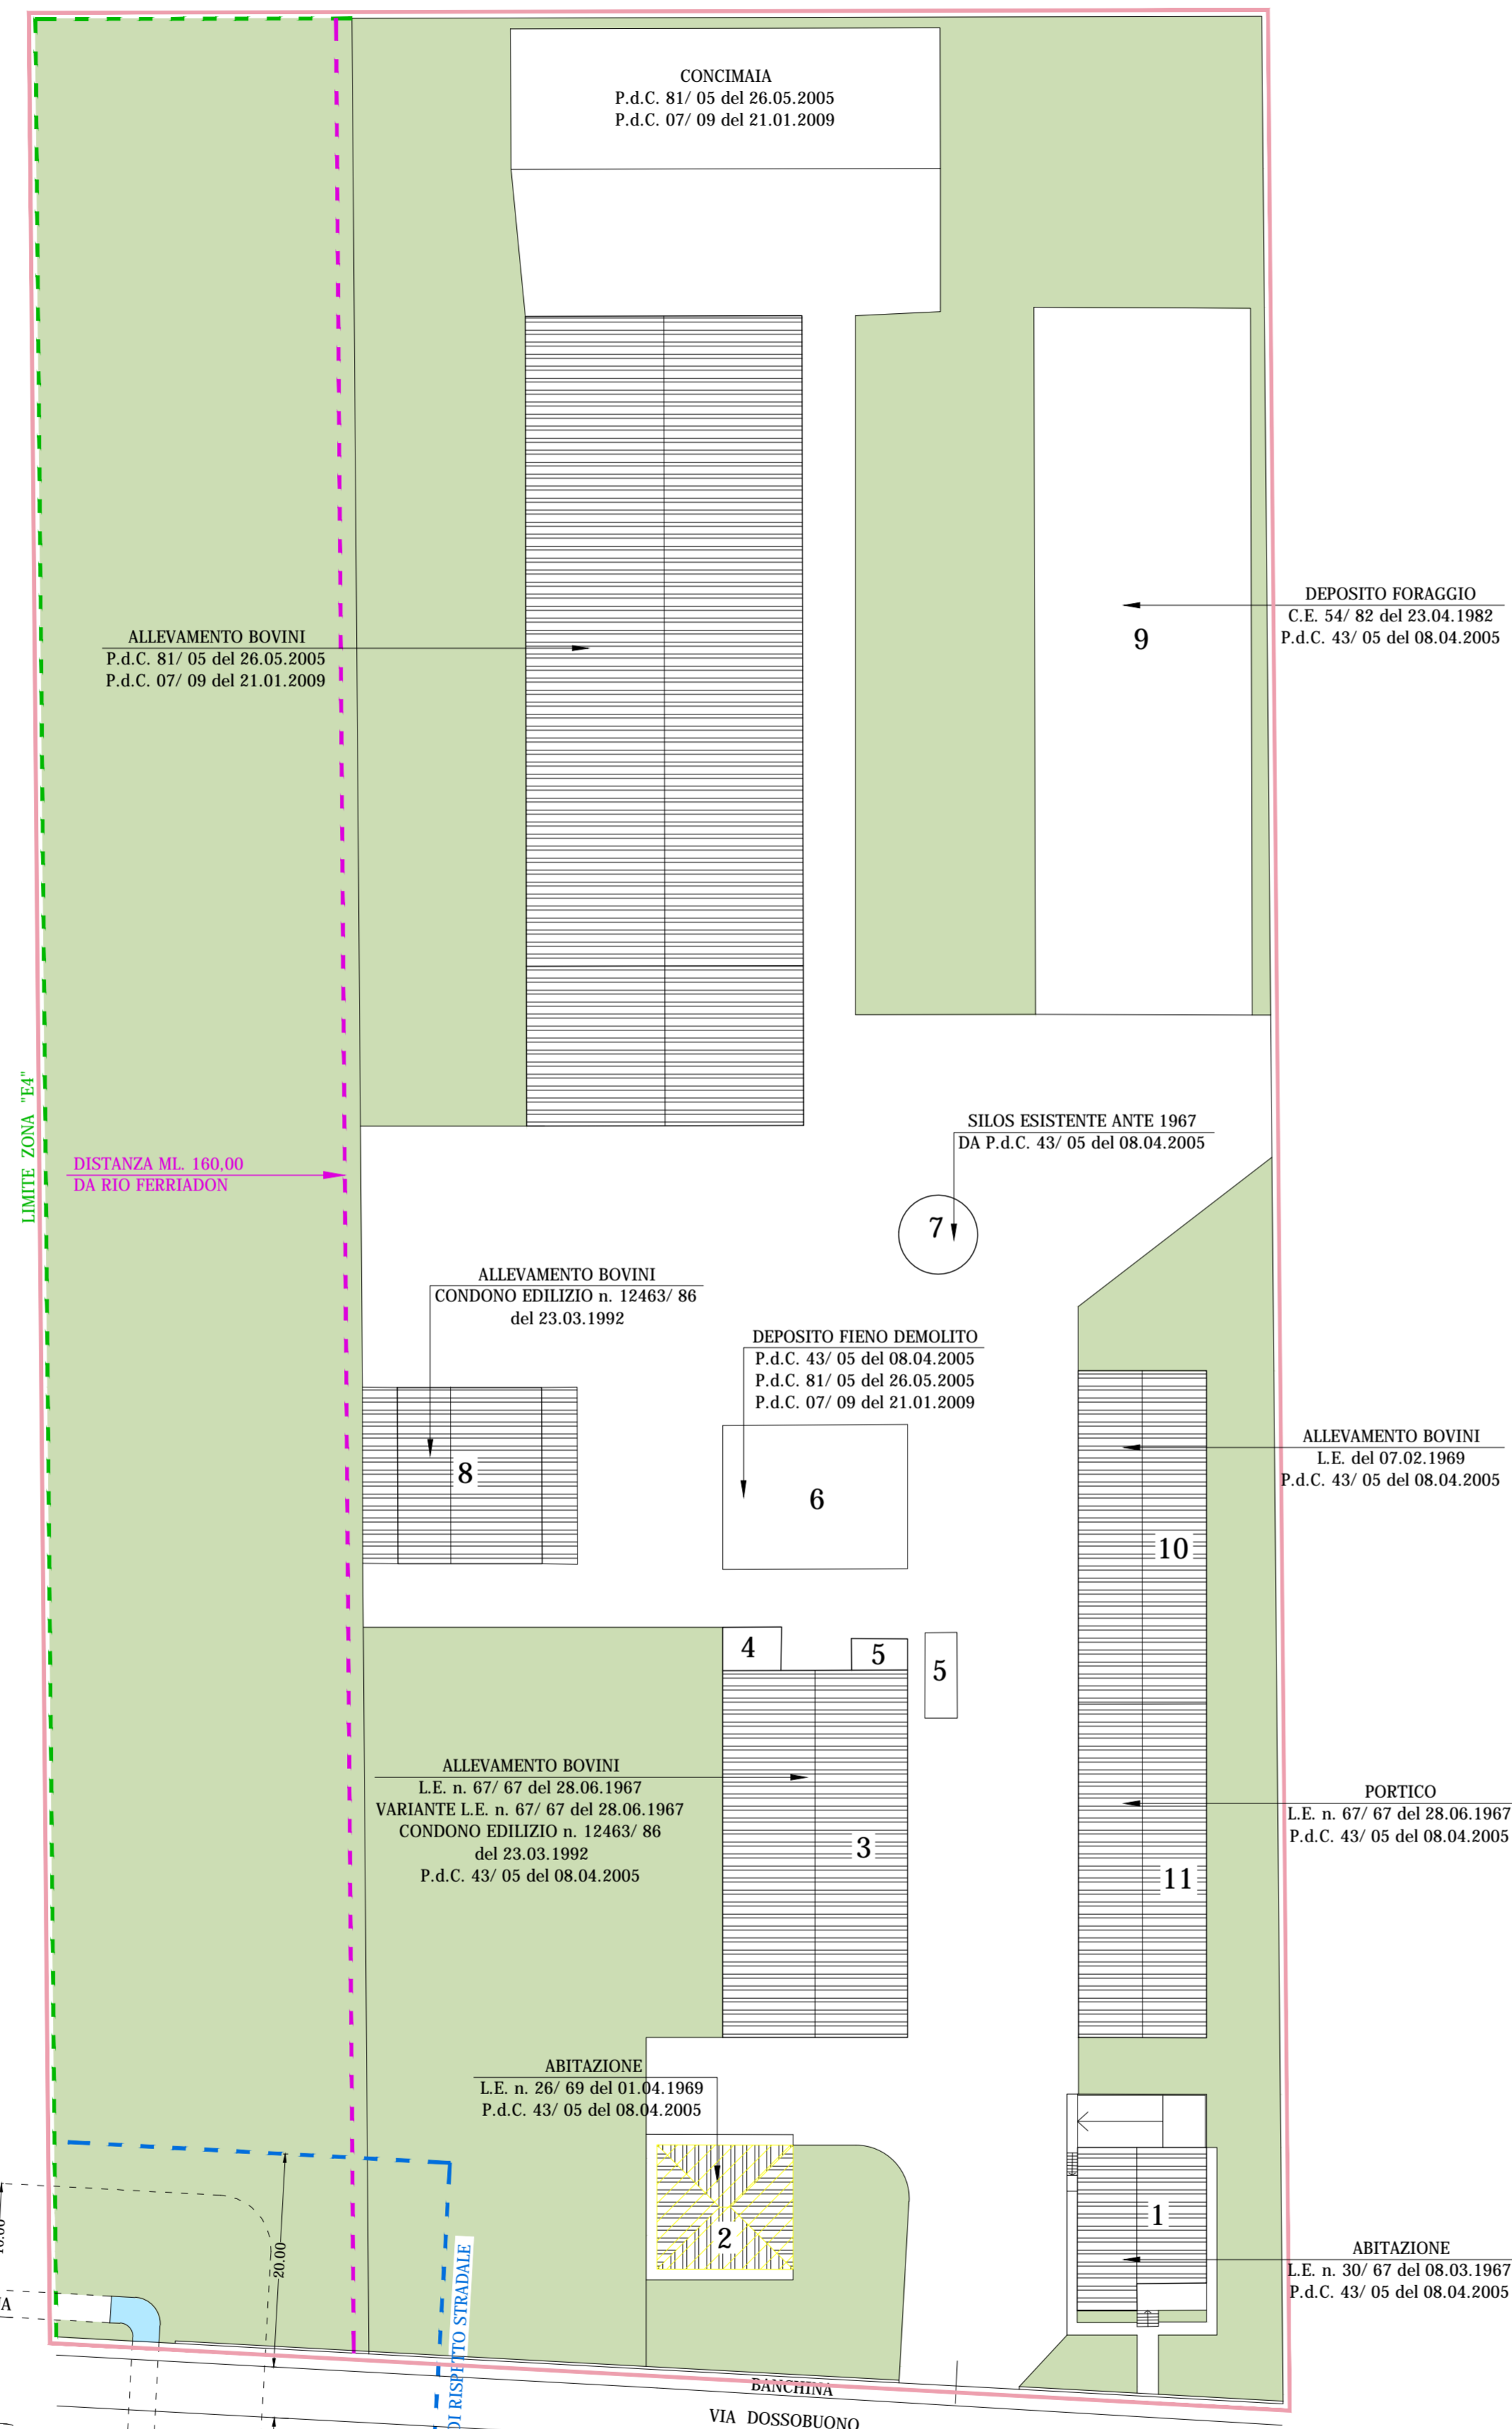 CONCIMAIA
P.d.C. 81/ 05 del 26.05.2005
P.d.C. 07/ 09 del 21.01.2009
DEPOSITO FORAGGIO
C.E. 54/ 82 del 23.04.1982
P.d.C. 43/ 05 del 08.04.2005
9
ALLEVAMENTO BOVINI
P.d.C. 81/ 05 del 26.05.2005
P.d.C. 07/ 09 del 21.01.2009
LIMITE ZONA "E4"
SILOS ESISTENTE ANTE 1967
DA P.d.C. 43/ 05 del 08.04.2005
7
DISTANZA ML. 160,00
DA RIO FERRIADON
ALLEVAMENTO BOVINI
CONDONO EDILIZIO n. 12463/ 86
del 23.03.1992
8
DEPOSITO FIENO DEMOLITO
P.d.C. 43/ 05 del 08.04.2005
P.d.C. 81/ 05 del 26.05.2005
P.d.C. 07/ 09 del 21.01.2009
6
ALLEVAMENTO BOVINI
L.E. del 07.02.1969
P.d.C. 43/ 05 del 08.04.2005
10
4
5
5
ALLEVAMENTO BOVINI
L.E. n. 67/ 67 del 28.06.1967
VARIANTE L.E. n. 67/ 67 del 28.06.1967
CONDONO EDILIZIO n. 12463/ 86
del 23.03.1992
P.d.C. 43/ 05 del 08.04.2005
3
PORTICO
L.E. n. 67/ 67 del 28.06.1967
P.d.C. 43/ 05 del 08.04.2005
11
ABITAZIONE
L.E. n. 26/ 69 del 01.04.1969
P.d.C. 43/ 05 del 08.04.2005
2
1
ABITAZIONE
L.E. n. 30/ 67 del 08.03.1967
P.d.C. 43/ 05 del 08.04.2005
20.00
DI RISPETTO STRADALE
BANCHINA
VIA DOSSOBUONO